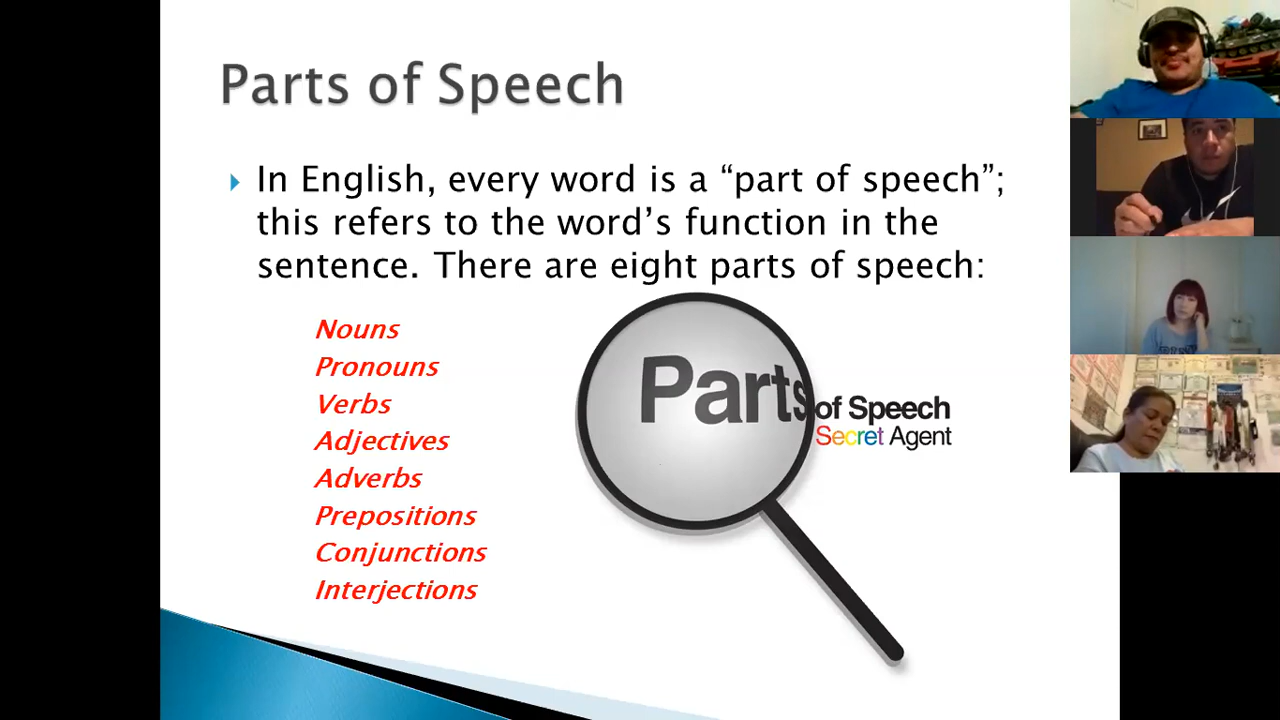 Parts of Speech
In English, every word is a “part of speech”;
this refers to the word’s function in the
sentence. There are eight parts of speech:
Nouns
Pronouns
Verbs
Adjectives
Adverbs
Prepositions
Conjunctions
Interjections
Parts of Speech
Secret Agent